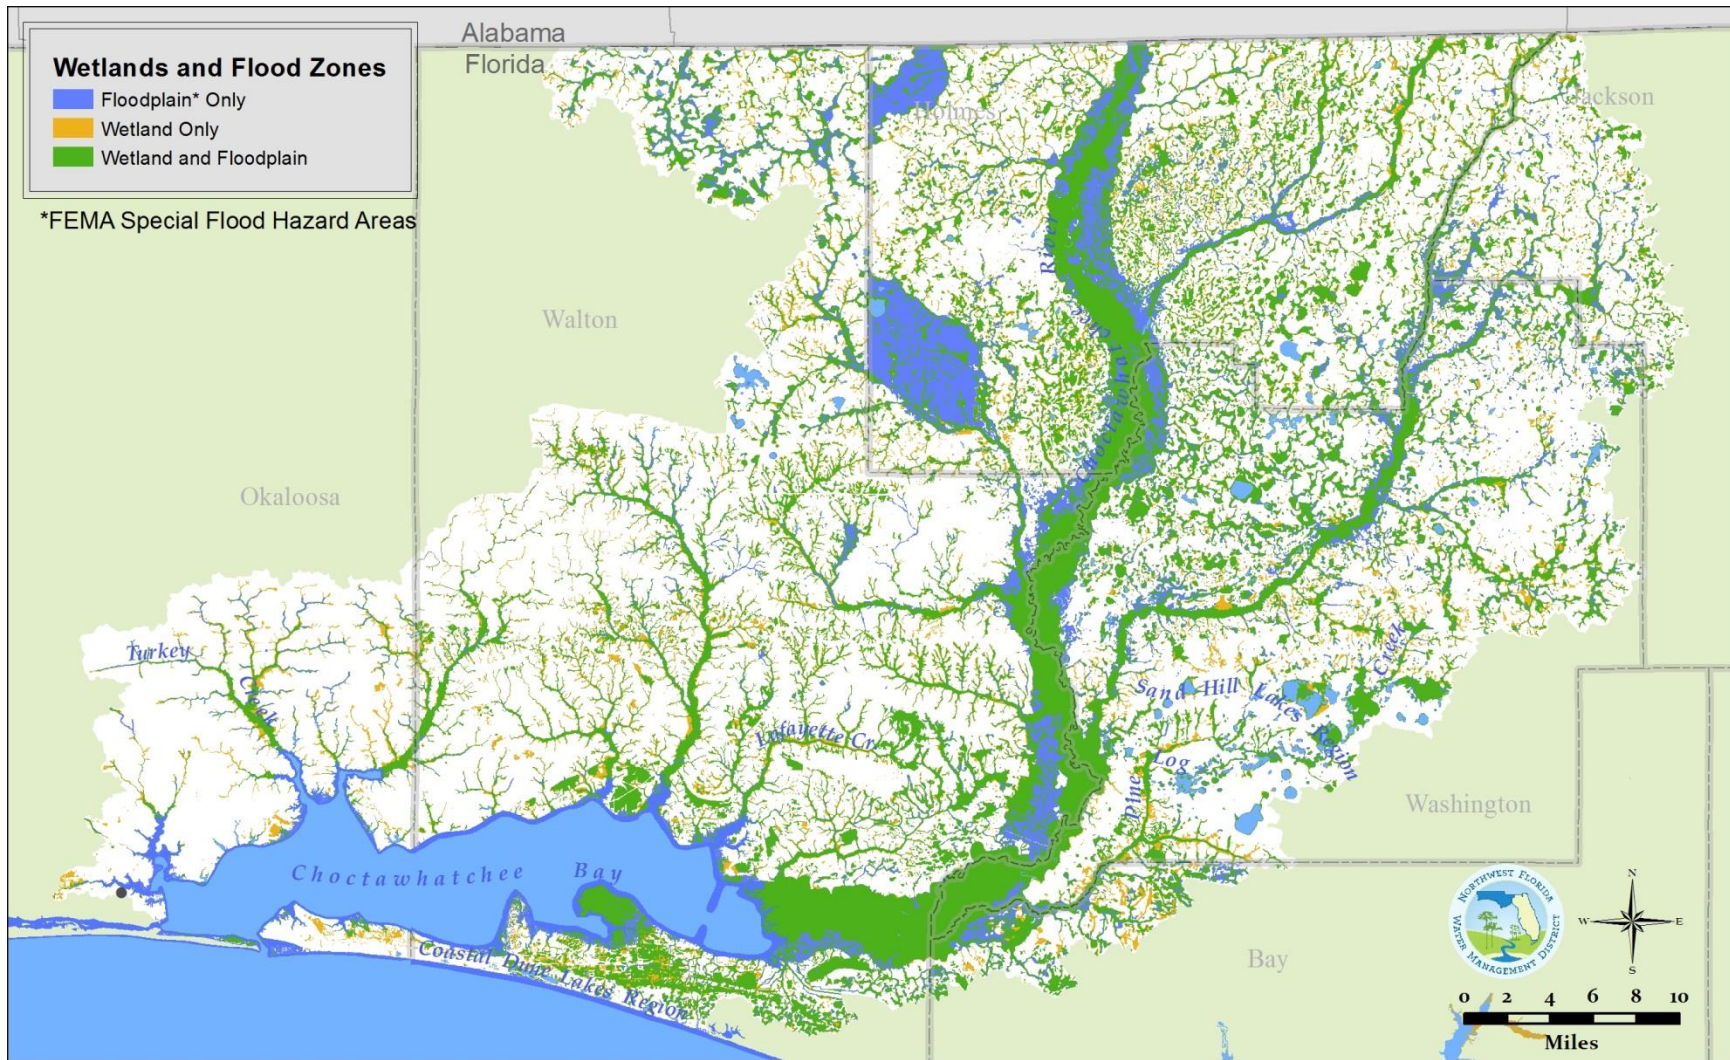 Alabama
Florida
Wetlands and Flood Zones
Floodplain* Only
Wetland Only
Wetland and Floodplain
*FEMA Special Flood Hazard Areas
Holmes
Jackson
River
Walton
Choctawhatchee
Okaloosa
Turkey
Creek
Creek
Sand Hill Lakes
Region
Lafayette Cr.
Pine
Log
Washington
Choctawhatchee Bay
Coastal Dune Lakes Region
Bay
NORTHWEST FLORIDA
WATER MANAGEMENT DISTRICT
N
W
E
S
0 2 4 6 8 10
Miles